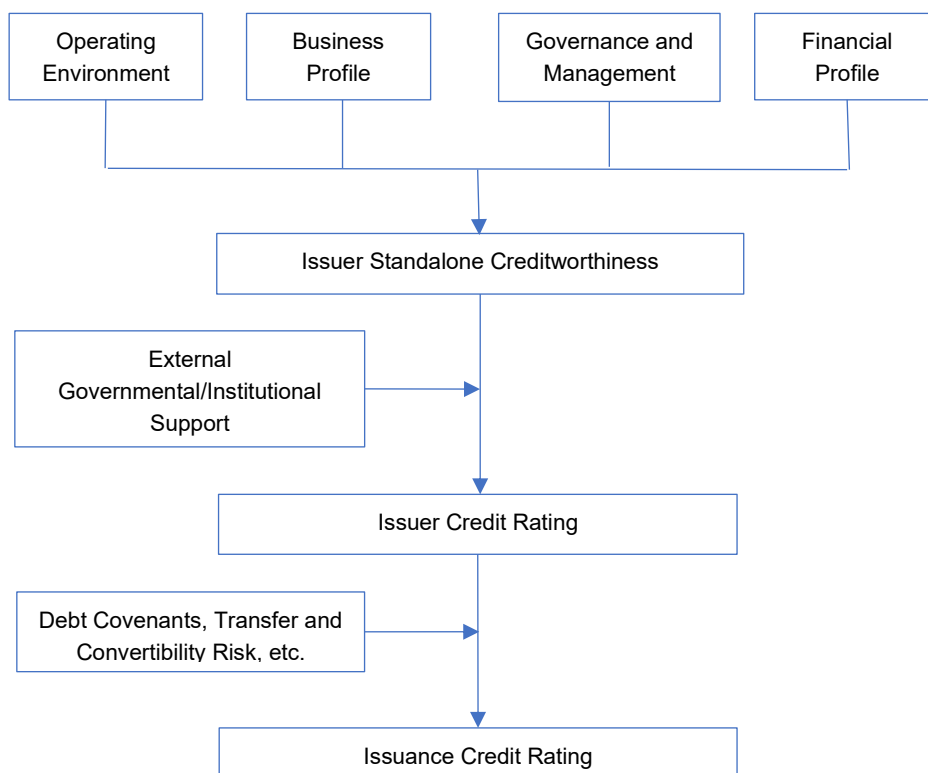 Operating
Environment
Business
Profile
Governance and
Management
Financial
Profile
Issuer Standalone Creditworthiness
External
Governmental/Institutional
Support
Issuer Credit Rating
Debt Covenants, Transfer and
Convertibility Risk, etc.
Issuance Credit Rating